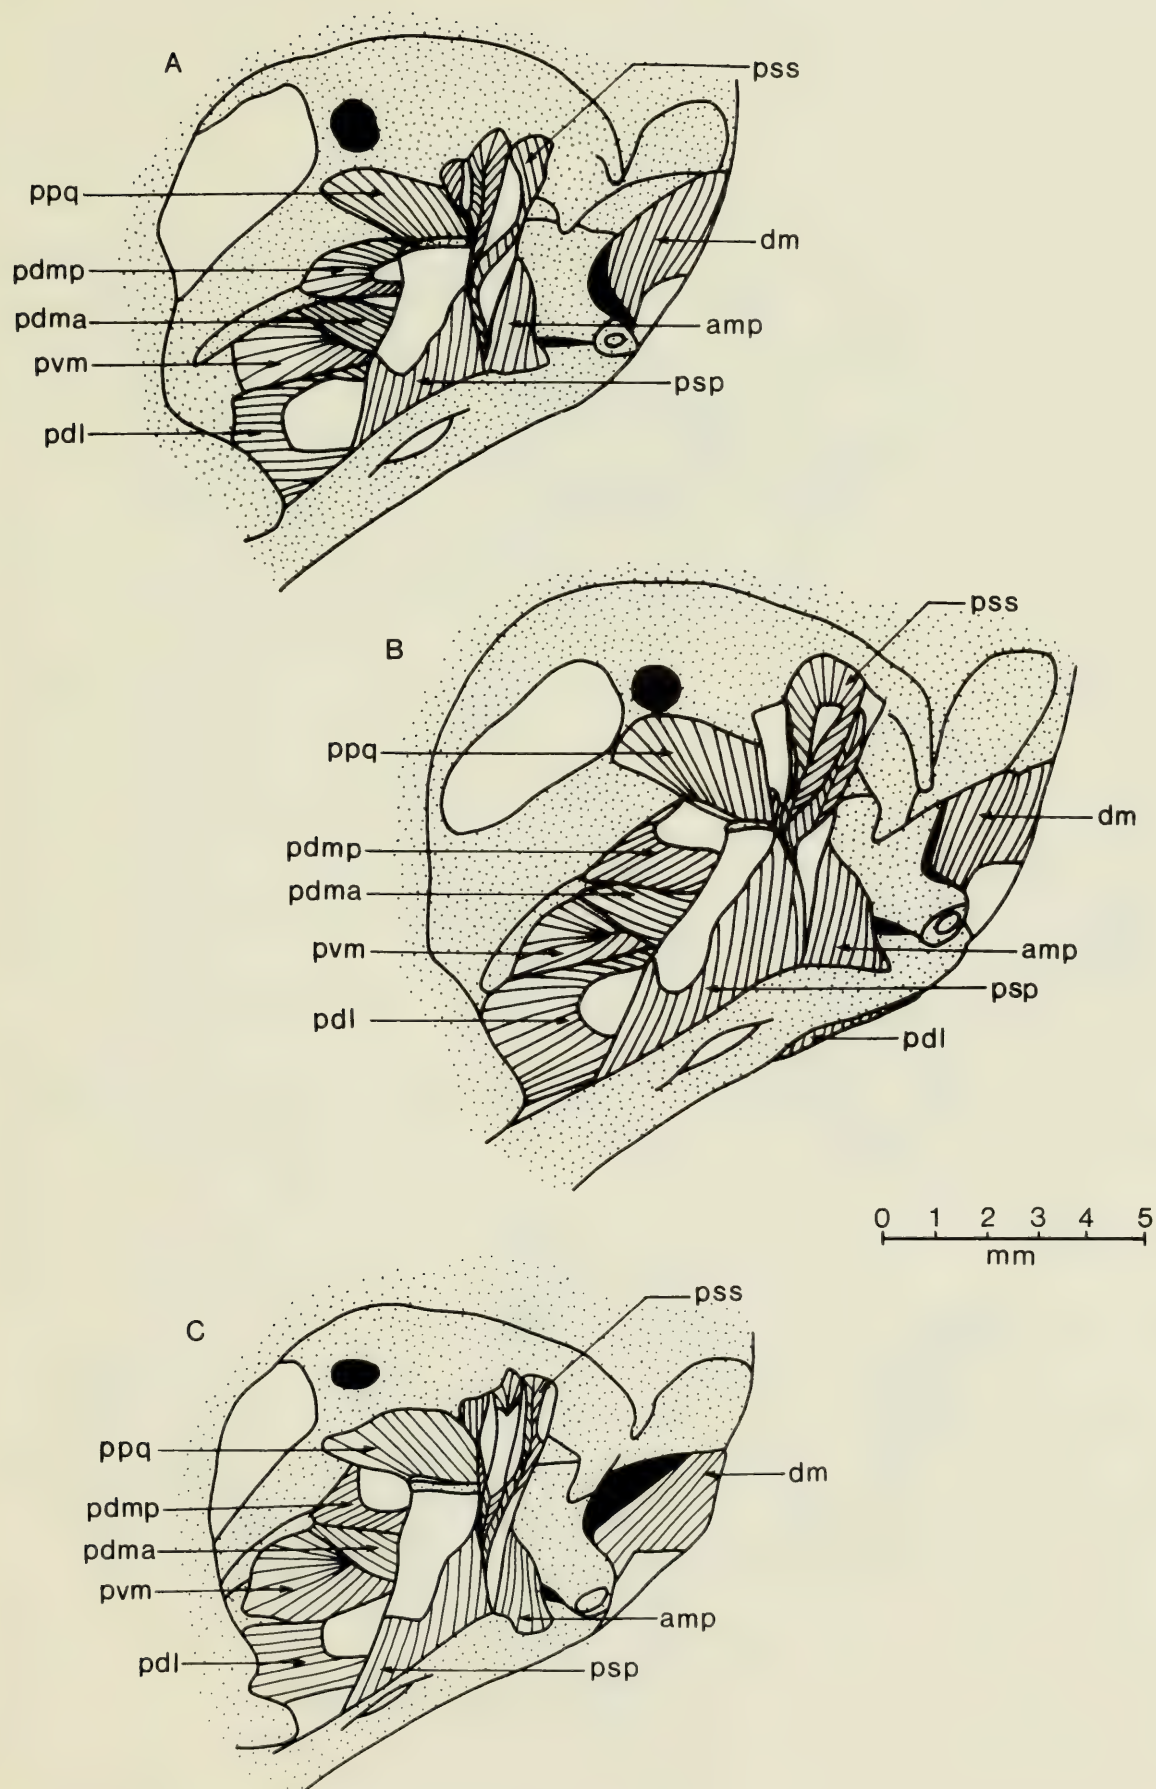 A
pss
ppq
dm
pdmp
pdma
amp
pvm
psp
pdl
B
pss
ppq
dm
pdmp
pdma
pvm
amp
psp
pdl
pdl
0 1 2 3 4 5
mm
C
pss
ppq
dm
pdmp
pdma
pvm
amp
pdl
psp